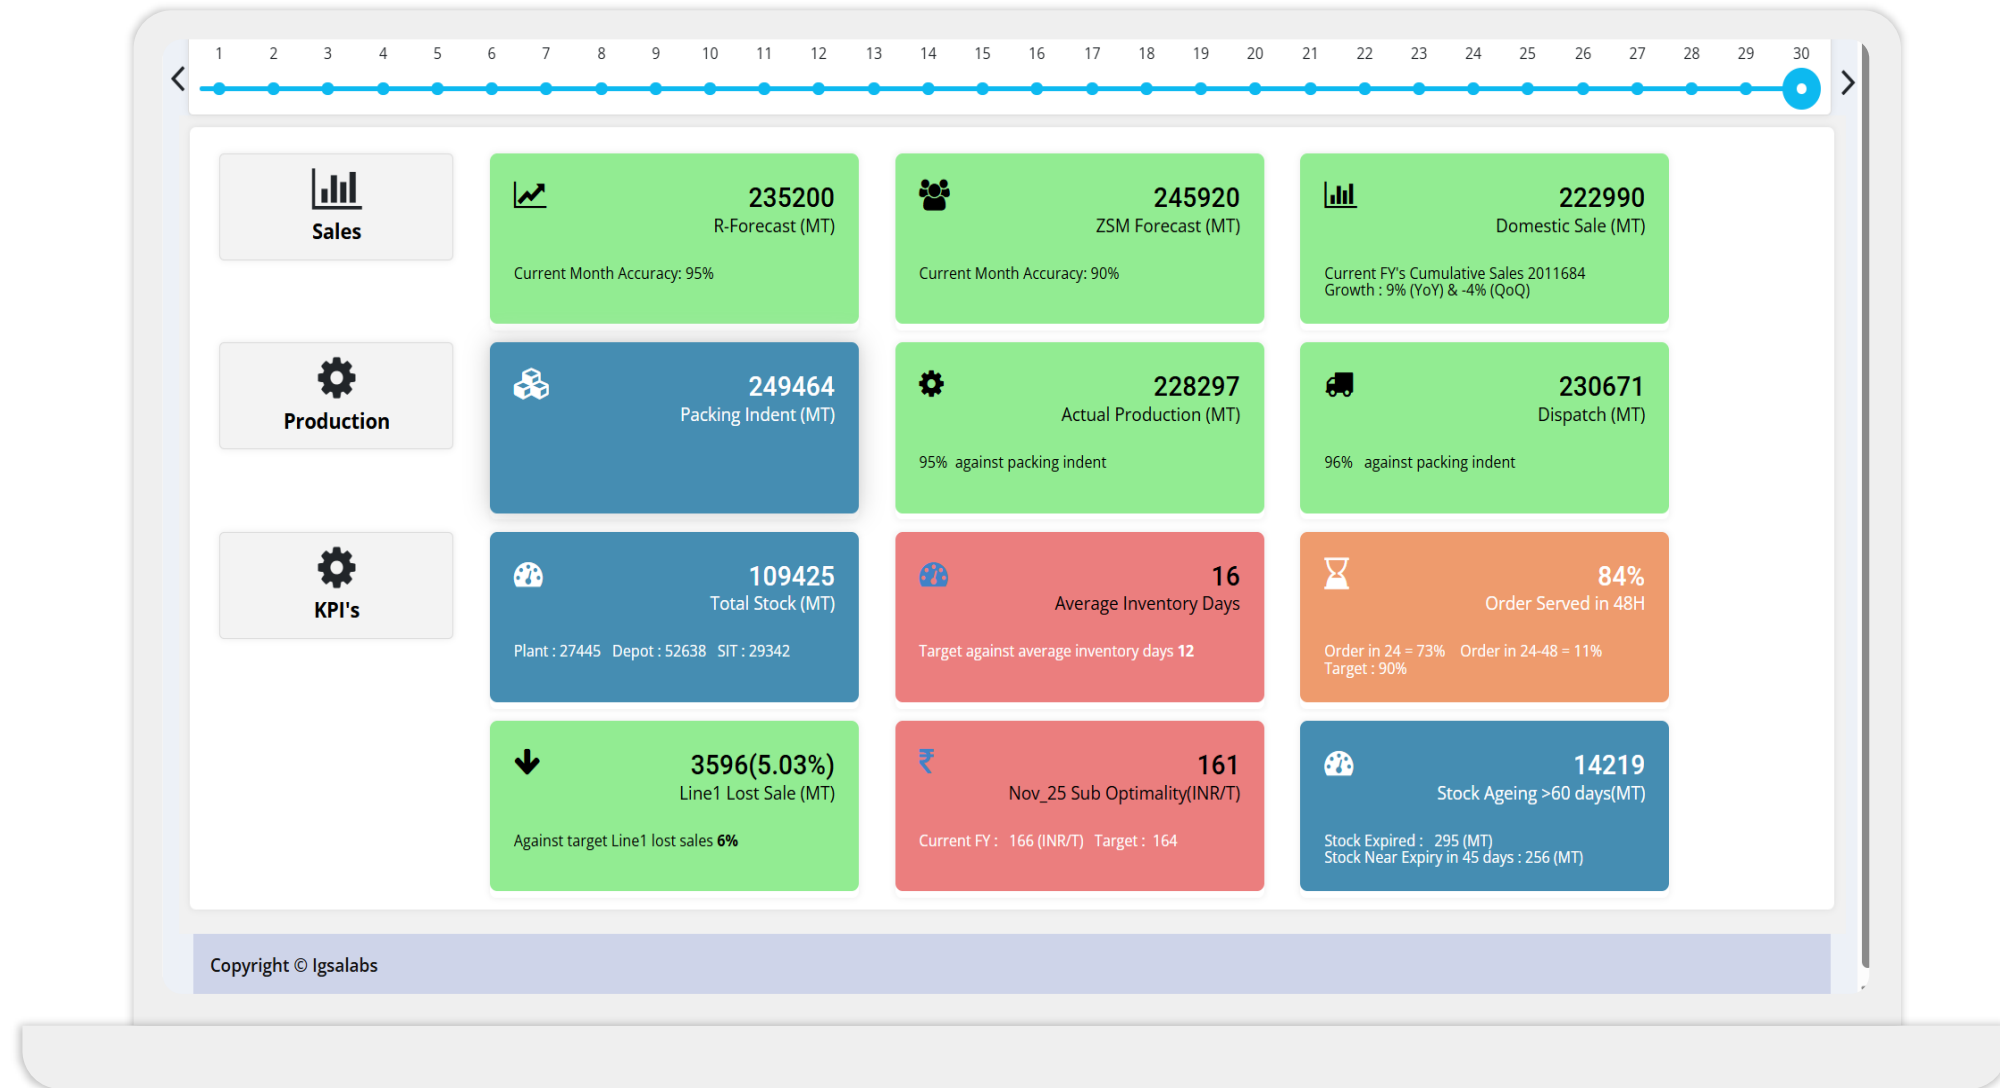 1 2 3 4 5 6 7 8 9 10 11 12 13 14 15 16 17 18 19 20 21 22 23 24 25 26 27 28 29 30
Sales
235200
R-Forecast (MT)
Current Month Accuracy: 95%
245920
ZSM Forecast (MT)
Current Month Accuracy: 90%
222990
Domestic Sale (MT)
Current FY's Cumulative Sales 2011684
Growth : 9% (YoY) & -4% (QoQ)
Production
249464
Packing Indent (MT)
228297
Actual Production (MT)
95% against packing indent
230671
Dispatch (MT)
96% against packing indent
KPI's
109425
Total Stock (MT)
Plant : 27445 Depot : 52638 SIT : 29342
16
Average Inventory Days
Target against average inventory days 12
84%
Order Served in 48H
Order in 24 = 73% Order in 24-48 = 11%
Target : 90%
3596(5.03%)
Line1 Lost Sale (MT)
Against target Line1 lost sales 6%
₹
161
Nov_25 Sub Optimality(INR/T)
Current FY : 166 (INR/T) Target : 164
14219
Stock Ageing >60 days(MT)
Stock Expired : 295 (MT)
Stock Near Expiry in 45 days : 256 (MT)
Copyright © Igsalabs